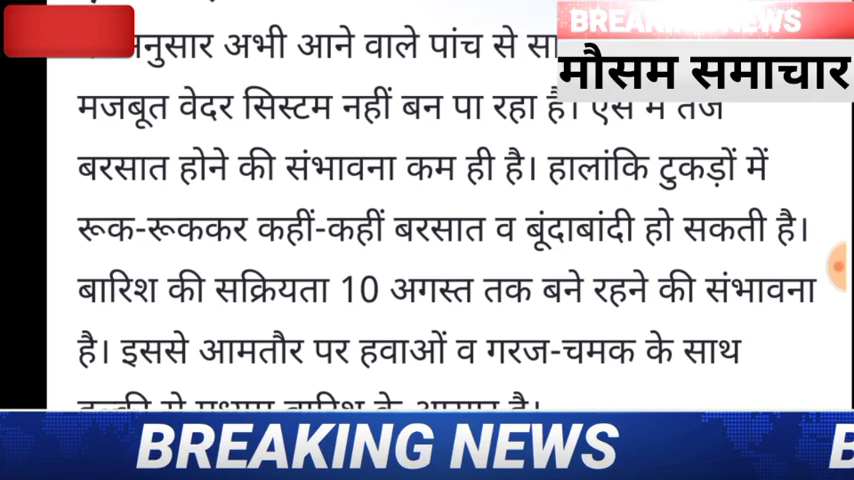 BREAKING NEWS
मौसम समाचार
अनुसार अभी आने वाले पांच से
मजबूत वेदर सिस्टम नहीं बन पा रहा है। ऐसे में तेज
बरसात होने की संभावना कम ही है। हालांकि टुकड़ों में
रूक-रूककर कहीं-कहीं बरसात व बूंदाबांदी हो सकती है।
बारिश की सक्रियता 10 अगस्त तक बने रहने की संभावना
है। इससे आमतौर पर हवाओं व गरज-चमक के साथ
BREAKING NEWS